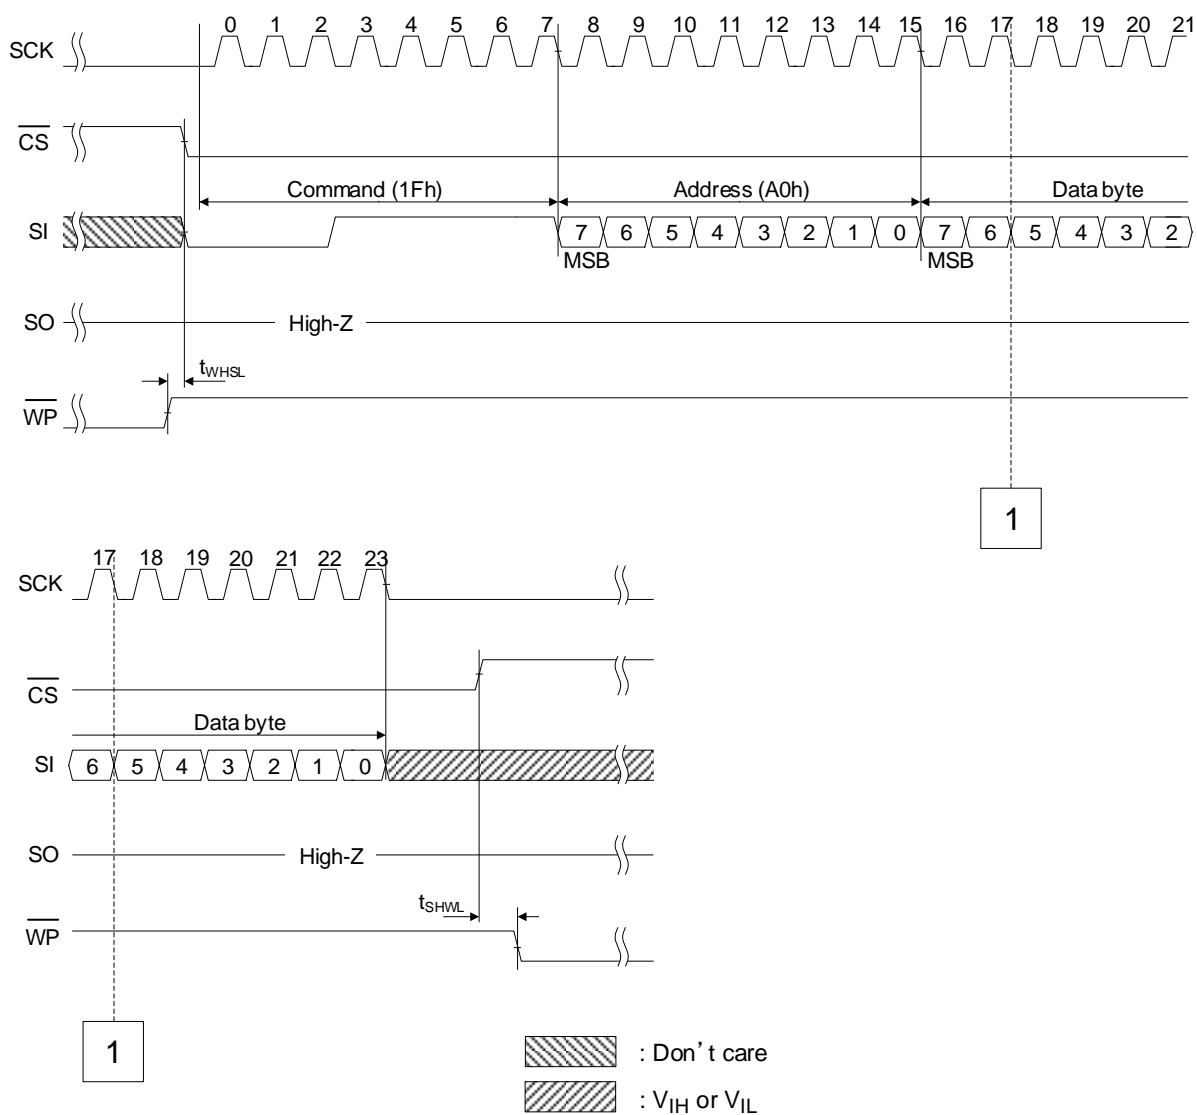 0 1 2 3 4 5 6 7 8 9 10 11 12 13 14 15 16 17 18 19 20 21
SCK
CS
Command (1Fh) Address (A0h) Data byte
SI 7 6 5 4 3 2 1 0 7 6 5 4 3 2
MSB MSB
SO High-Z
tWHSL
WP
1
17 18 19 20 21 22 23
SCK
CS
Data byte
SI 6 5 4 3 2 1 0
SO High-Z
tSHWL
WP
1
: Don't care
: VIH or VIL